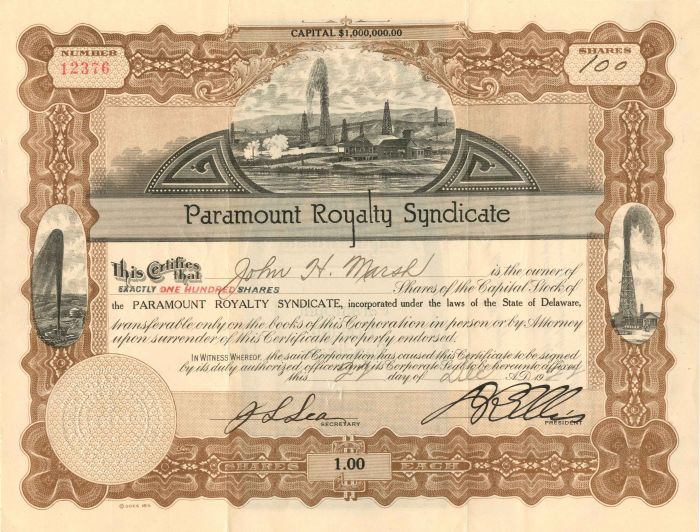 CAPITAL $1,000,000.00
NUMBER
12376
SHARES
100
Paramount Royalty Syndicate
This Certifies that John H. Marsh is the owner of
EXACTLY ONE HUNDRED SHARES Shares of the Capital Stock of
the PARAMOUNT ROYALTY SYNDICATE, incorporated under the laws of the State of Delaware,
transferable only on the books of this Corporation in person or by Attorney
upon surrender of this Certificate properly endorsed.
IN WITNESS WHEREOF, the said Corporation has caused this Certificate to be signed
by its duly authorized officers and its Corporate Seal to be hereunto affixed
this day of A.D. 19
SECRETARY
PRESIDENT
SHARES 1.00 EACH